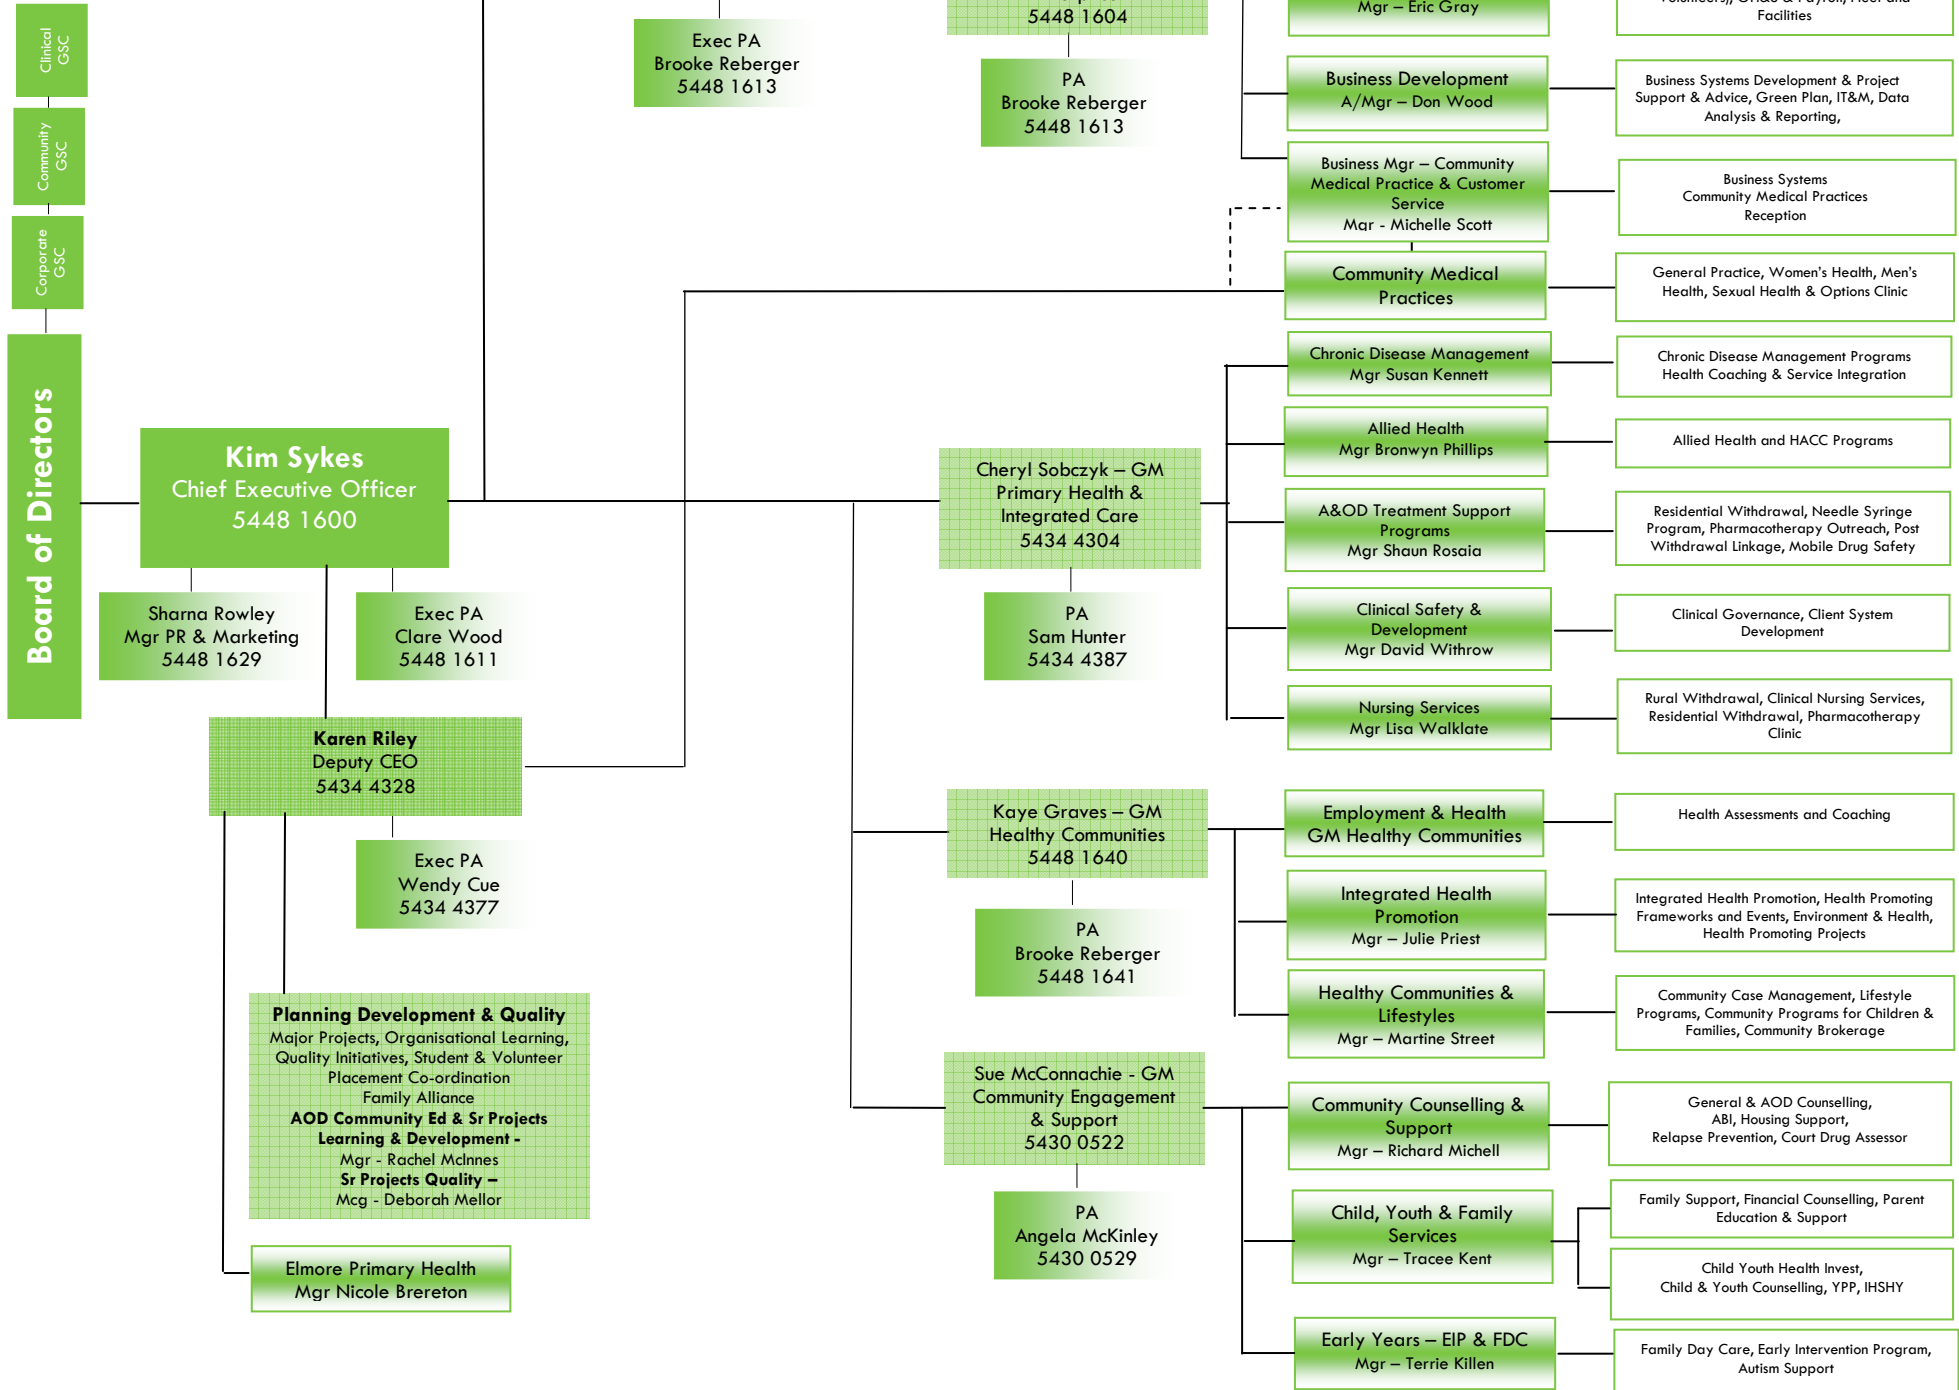 Clinical
GSC
Community
GSC
Corporate
GSC
Board of Directors
Kim Sykes
Chief Executive Officer
5448 1600
Sharna Rowley
Mgr PR & Marketing
5448 1629
Exec PA
Clare Wood
5448 1611
Karen Riley
Deputy CEO
5434 4328
Exec PA
Wendy Cue
5434 4377
Planning Development & Quality
Major Projects, Organisational Learning,
Quality Initiatives, Student & Volunteer
Placement Co-ordination
Family Alliance
AOD Community Ed & Sr Projects
Learning & Development -
Mgr - Rachel McInnes
Sr Projects Quality –
Mcg - Deborah Mellor
Elmore Primary Health
Mgr Nicole Brereton
Exec PA
Brooke Reberger
5448 1613
5448 1604
PA
Brooke Reberger
5448 1613
Cheryl Sobczyk – GM
Primary Health &
Integrated Care
5434 4304
PA
Sam Hunter
5434 4387
Kaye Graves – GM
Healthy Communities
5448 1640
PA
Brooke Reberger
5448 1641
Sue McConnachie - GM
Community Engagement
& Support
5430 0522
PA
Angela McKinley
5430 0529
Mgr – Eric Gray
Facilities
Business Development
A/Mgr – Don Wood
Business Systems Development & Project
Support & Advice, Green Plan, IT&M, Data
Analysis & Reporting,
Business Mgr – Community
Medical Practice & Customer
Service
Mgr - Michelle Scott
Business Systems
Community Medical Practices
Reception
Community Medical
Practices
General Practice, Women's Health, Men's
Health, Sexual Health & Options Clinic
Chronic Disease Management
Mgr Susan Kennett
Chronic Disease Management Programs
Health Coaching & Service Integration
Allied Health
Mgr Bronwyn Phillips
Allied Health and HACC Programs
A&OD Treatment Support
Programs
Mgr Shaun Rosaia
Residential Withdrawal, Needle Syringe
Program, Pharmacotherapy Outreach, Post
Withdrawal Linkage, Mobile Drug Safety
Clinical Safety &
Development
Mgr David Withrow
Clinical Governance, Client System
Development
Nursing Services
Mgr Lisa Walklate
Rural Withdrawal, Clinical Nursing Services,
Residential Withdrawal, Pharmacotherapy
Clinic
Employment & Health
GM Healthy Communities
Health Assessments and Coaching
Integrated Health
Promotion
Mgr – Julie Priest
Integrated Health Promotion, Health Promoting
Frameworks and Events, Environment & Health,
Health Promoting Projects
Healthy Communities &
Lifestyles
Mgr – Martine Street
Community Case Management, Lifestyle
Programs, Community Programs for Children &
Families, Community Brokerage
Community Counselling &
Support
Mgr – Richard Michell
General & AOD Counselling,
ABI, Housing Support,
Relapse Prevention, Court Drug Assessor
Child, Youth & Family
Services
Mgr – Tracee Kent
Family Support, Financial Counselling, Parent
Education & Support
Child Youth Health Invest,
Child & Youth Counselling, YPP, IHSHY
Early Years – EIP & FDC
Mgr – Terrie Killen
Family Day Care, Early Intervention Program,
Autism Support